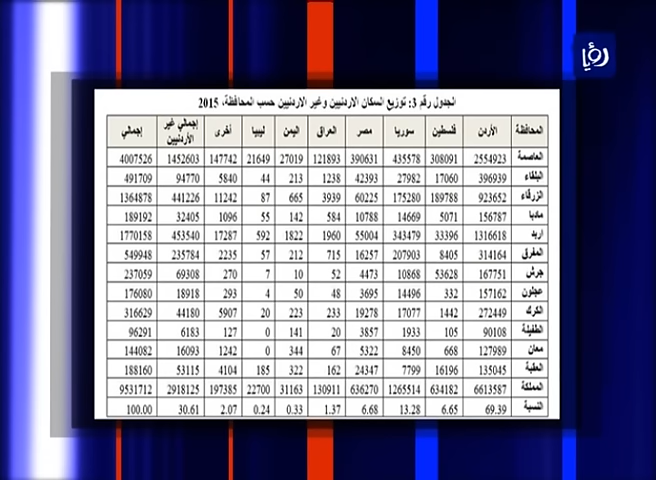 رؤيا
الجدول رقم 3: توزيع السكان الاردنيين وغير الاردنيين حسب المحافظة، 2015
المحافظة الأردن فلسطين سوريا مصر العراق اليمن ليبيا أخرى إجمالي غير الأردنيين إجمالي
العاصمة 2554923 308091 435578 390631 121893 27019 21649 147742 1452603 4007526
البلقاء 396939 17060 27982 42393 1238 213 44 5840 94770 491709
الزرقاء 923652 189788 175280 60225 3939 665 87 11242 441226 1364878
مادبا 156787 5071 14669 10788 584 142 55 1096 32405 189192
اربد 1316618 33396 343479 55004 1960 1822 592 17287 453540 1770158
المفرق 314164 8405 207903 16257 715 212 57 2235 235784 549948
جرش 167751 53628 10868 4473 52 10 7 270 69308 237059
عجلون 157162 332 14496 3695 48 50 4 293 18918 176080
الكرك 272449 1442 17077 19278 233 223 20 5907 44180 316629
الطفيلة 90108 105 1933 3857 20 141 0 127 6183 96291
معان 127989 668 8450 5322 67 344 0 1242 16093 144082
العقبة 135045 16196 7799 24347 162 322 185 4104 53115 188160
المملكة 6613587 634182 1265514 636270 130911 31163 22700 197385 2918125 9531712
النسبة 69.39 6.65 13.28 6.68 1.37 0.33 0.24 2.07 30.61 100.00